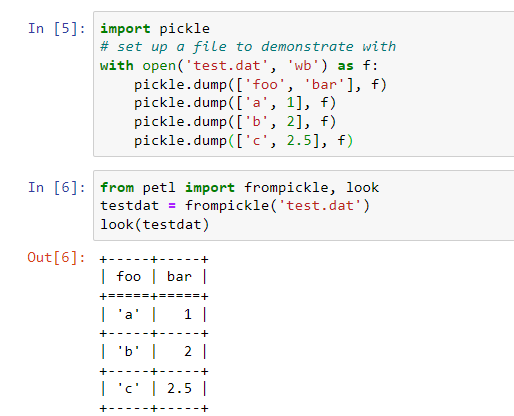 In [5]: import pickle
# set up a file to demonstrate with
with open('test.dat', 'wb') as f:
    pickle.dump(['foo', 'bar'], f)
    pickle.dump(['a', 1], f)
    pickle.dump(['b', 2], f)
    pickle.dump(['c', 2.5], f)
In [6]: from petl import frompickle, look
testdat = frompickle('test.dat')
look(testdat)
Out[6]: +-----+-----+
| foo | bar |
+=====+=====+
| 'a' |   1 |
+-----+-----+
| 'b' |   2 |
+-----+-----+
| 'c' | 2.5 |
+-----+-----+